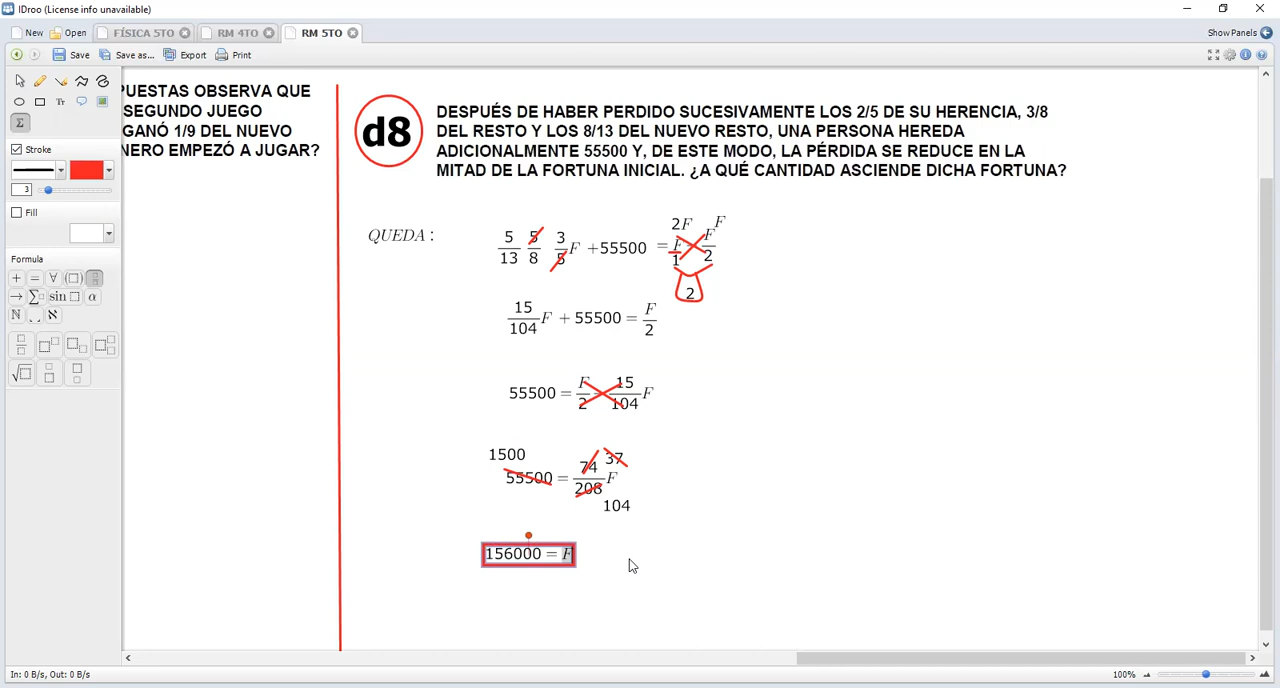 IDroo (License info unavailable)
New Open FÍSICA 5TO RM 4TO RM 5TO Show Panels
Save Save as... Export Print
PUESTAS OBSERVA QUE
SEGUNDO JUEGO
GANÓ 1/9 DEL NUEVO
NERO EMPEZÓ A JUGAR?
d8
DESPUÉS DE HABER PERDIDO SUCESIVAMENTE LOS 2/5 DE SU HERENCIA, 3/8
DEL RESTO Y LOS 8/13 DEL NUEVO RESTO, UNA PERSONA HEREDA
ADICIONALMENTE 55500 Y, DE ESTE MODO, LA PÉRDIDA SE REDUCE EN LA
MITAD DE LA FORTUNA INICIAL. ¿A QUÉ CANTIDAD ASCIENDE DICHA FORTUNA?
Tr
Σ
Stroke
3
Fill
Formula
+ = ∀ (□)
→ Σ□ sin □ α
ℕ ℵ
QUEDA :
5/13 5/8 3/5 F + 55500 = F/1 - F/2
2F F
2
15/104 F + 55500 = F/2
55500 = F/2 - 15/104 F
1500 37
55500 = 74/208 F
104
156000 = F
In: 0 B/s, Out: 0 B/s 100%